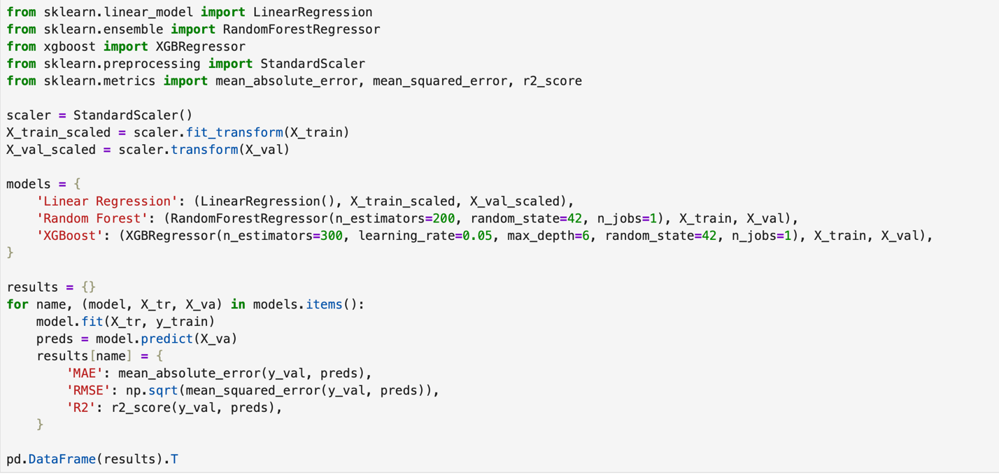 from sklearn.linear_model import LinearRegression
from sklearn.ensemble import RandomForestRegressor
from xgboost import XGBRegressor
from sklearn.preprocessing import StandardScaler
from sklearn.metrics import mean_absolute_error, mean_squared_error, r2_score

scaler = StandardScaler()
X_train_scaled = scaler.fit_transform(X_train)
X_val_scaled = scaler.transform(X_val)

models = {
    'Linear Regression': (LinearRegression(), X_train_scaled, X_val_scaled),
    'Random Forest': (RandomForestRegressor(n_estimators=200, random_state=42, n_jobs=1), X_train, X_val),
    'XGBoost': (XGBRegressor(n_estimators=300, learning_rate=0.05, max_depth=6, random_state=42, n_jobs=1), X_train, X_val),
}

results = {}
for name, (model, X_tr, X_va) in models.items():
    model.fit(X_tr, y_train)
    preds = model.predict(X_va)
    results[name] = {
        'MAE': mean_absolute_error(y_val, preds),
        'RMSE': np.sqrt(mean_squared_error(y_val, preds)),
        'R2': r2_score(y_val, preds),
    }

pd.DataFrame(results).T